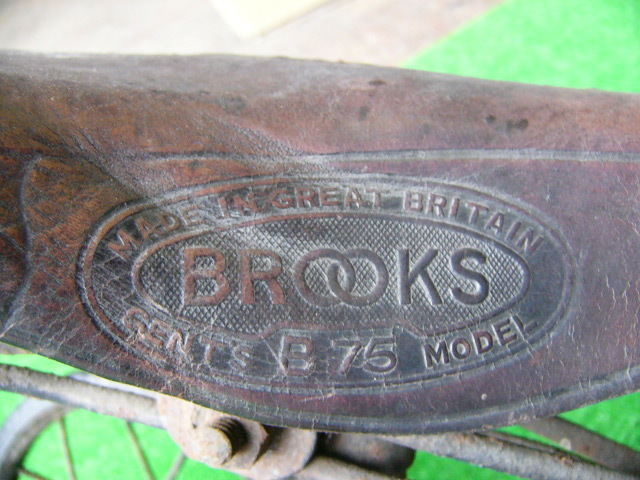 MADE IN GREAT BRITAIN
BROOKS
GENTS B 75 MODEL